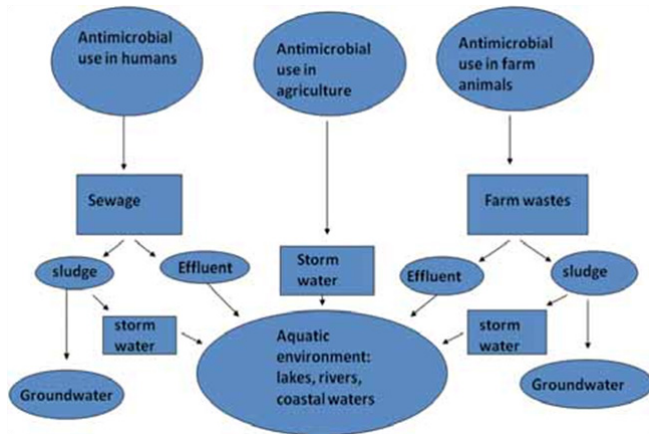 Antimicrobial
use in humans
Antimicrobial
use in
agriculture
Antimicrobial
use in farm
animals
Sewage
Farm wastes
sludge
Effluent
Storm
water
Effluent
sludge
storm
water
Aquatic
environment:
lakes, rivers,
coastal waters
storm
water
Groundwater
Groundwater